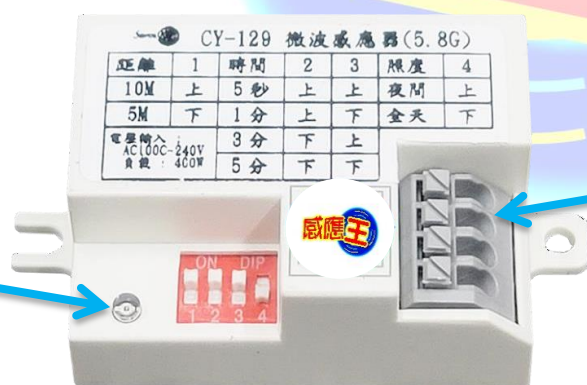 CY-129 微波感應器(5.8G)
距離 1 時間 2 3 照度 4
10M 上 5秒 上 上 夜間 上
5M 下 1分 上 下 全天 下
電壓輸入： 3分 下 上
AC100C-240V
負載：400W 5分 下 下
感應王
ON DIP
1 2 3 4